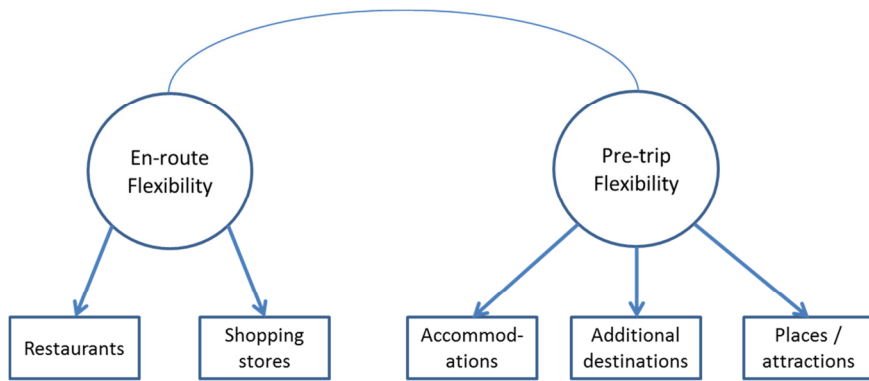 En-route
Flexibility
Pre-trip
Flexibility
Restaurants
Shopping
stores
Accommod-
ations
Additional
destinations
Places /
attractions